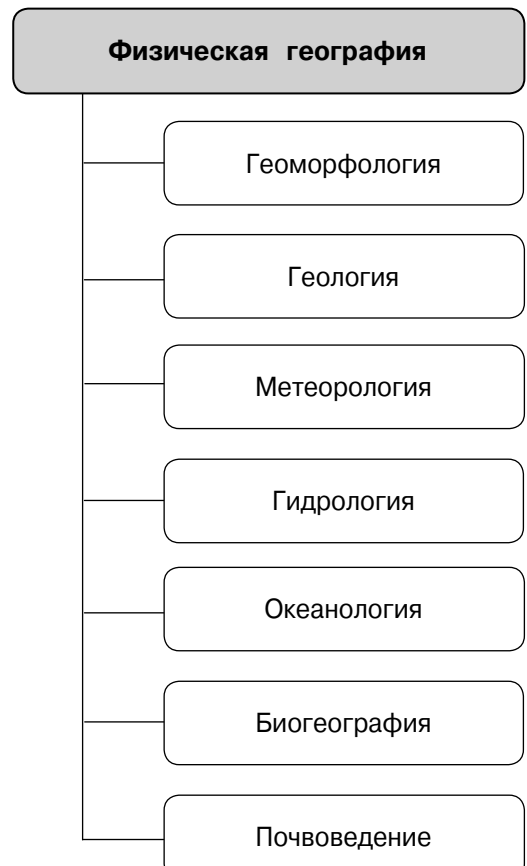 Физическая география
Геоморфология
Геология
Метеорология
Гидрология
Океанология
Биогеография
Почвоведение